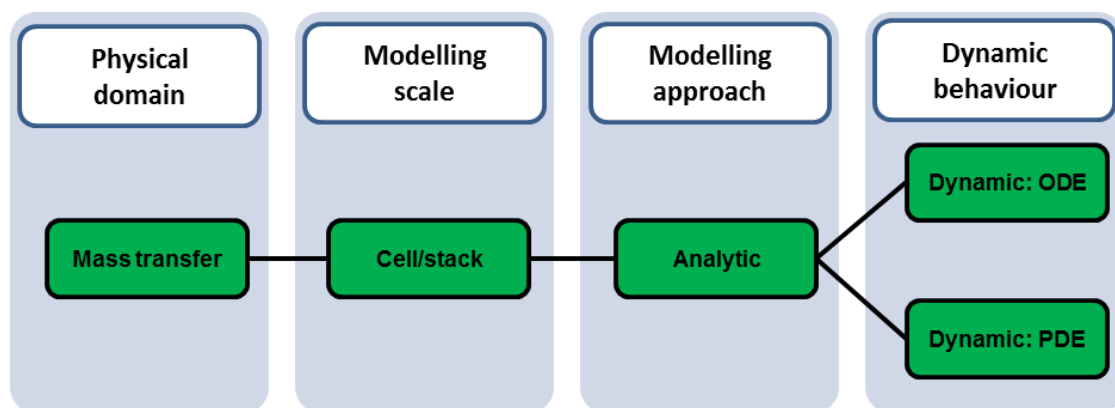 Physical
domain
Modelling
scale
Modelling
approach
Dynamic
behaviour
Mass transfer
Cell/stack
Analytic
Dynamic: ODE
Dynamic: PDE